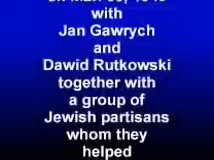 with
Jan Gawrych
and
Dawid Rutkowski
together with
a group of
Jewish partisans
whom they
helped